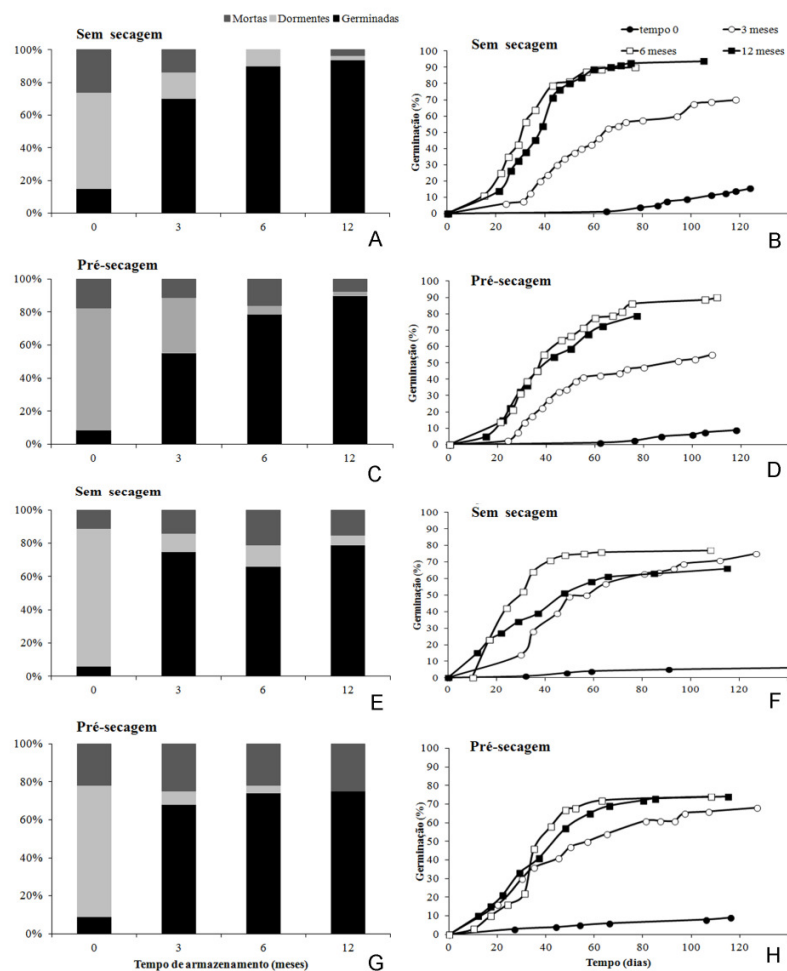 Mortas Dormentes Germinadas
Sem secagem
100%
80%
60%
40%
20%
0%
0 3 6 12
A
tempo 0 3 meses
6 meses 12 meses
Sem secagem
Germinação (%)
100
90
80
70
60
50
40
30
20
10
0
0 20 40 60 80 100 120
B
Pré-secagem
100%
80%
60%
40%
20%
0%
0 3 6 12
C
Pré-secagem
Germinação (%)
100
90
80
70
60
50
40
30
20
10
0
0 20 40 60 80 100 120
D
Sem secagem
100%
80%
60%
40%
20%
0%
0 3 6 12
E
Sem secagem
Germinação (%)
100
90
80
70
60
50
40
30
20
10
0
0 20 40 60 80 100 120
F
Pré-secagem
100%
80%
60%
40%
20%
0%
0 3 6 12
Tempo de armazenamento (meses)
G
Pré-secagem
Germinação (%)
100
90
80
70
60
50
40
30
20
10
0
0 20 40 60 80 100 120
Tempo (dias)
H